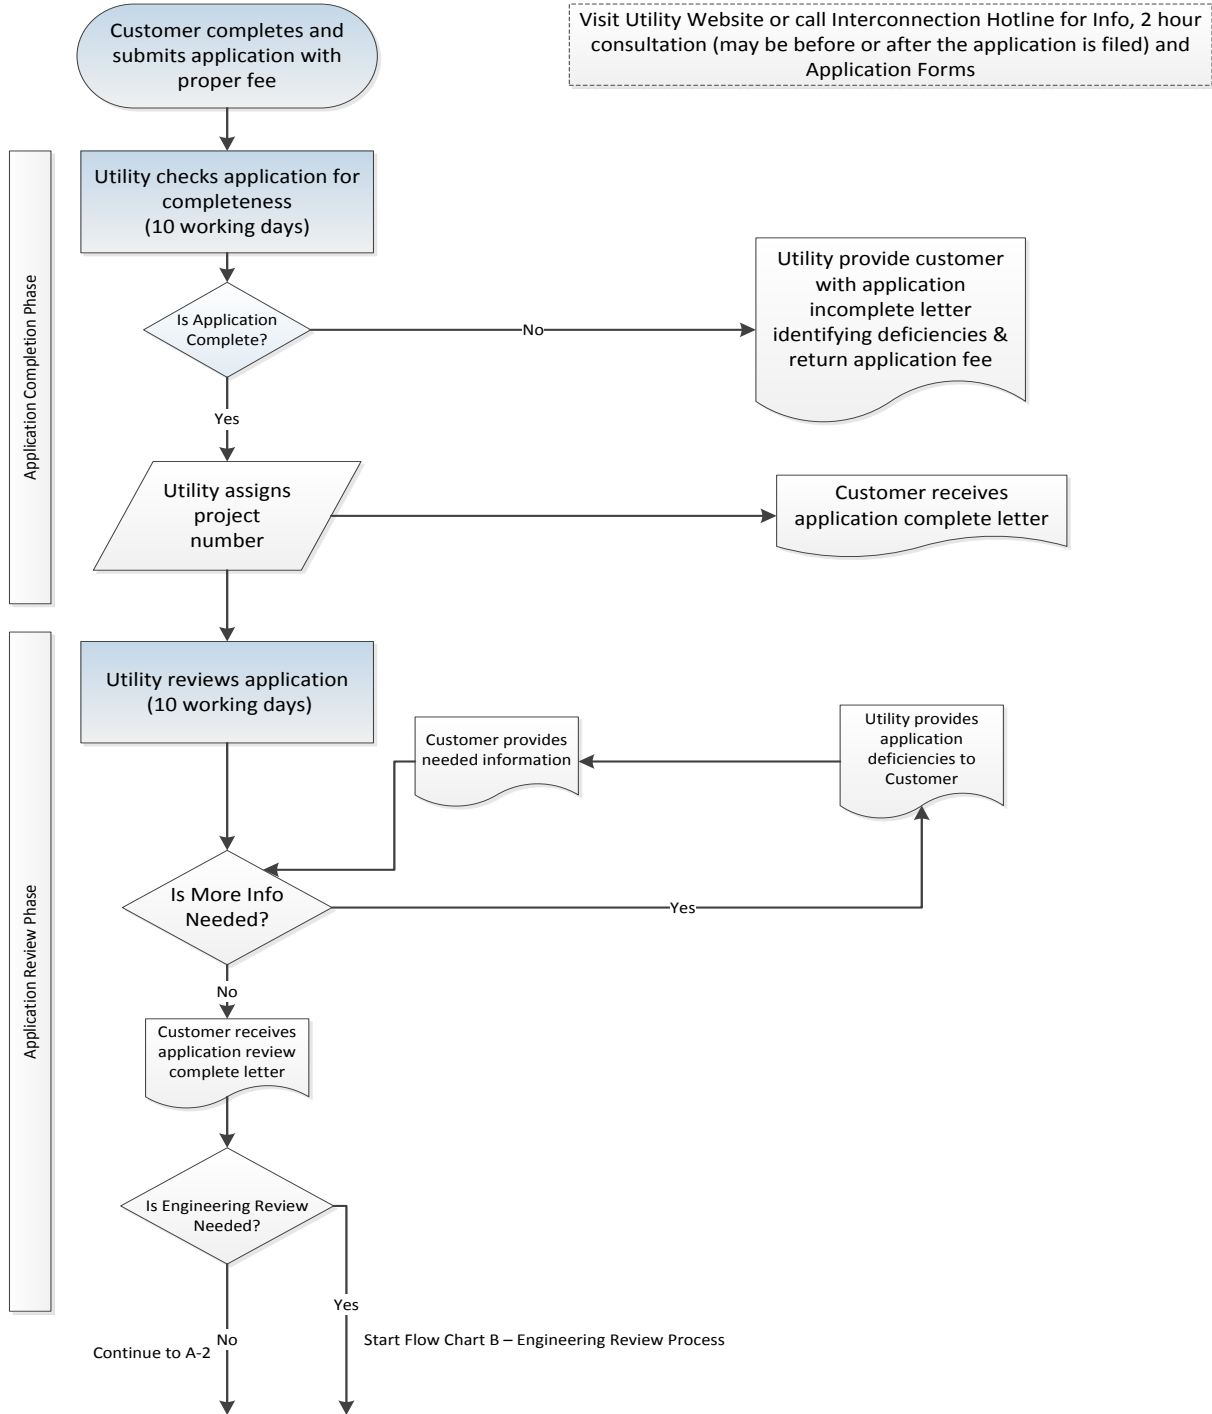 Customer completes and
submits application with
proper fee
Visit Utility Website or call Interconnection Hotline for Info, 2 hour
consultation (may be before or after the application is filed) and
Application Forms
Application Completion Phase
Utility checks application for
completeness
(10 working days)
Is Application
Complete?
No
Utility provide customer
with application
incomplete letter
identifying deficiencies &
return application fee
Yes
Utility assigns
project
number
Customer receives
application complete letter
Application Review Phase
Utility reviews application
(10 working days)
Customer provides
needed information
Utility provides
application
deficiencies to
Customer
Is More Info
Needed?
Yes
No
Customer receives
application review
complete letter
Is Engineering Review
Needed?
Yes
No
Continue to A-2
Start Flow Chart B – Engineering Review Process